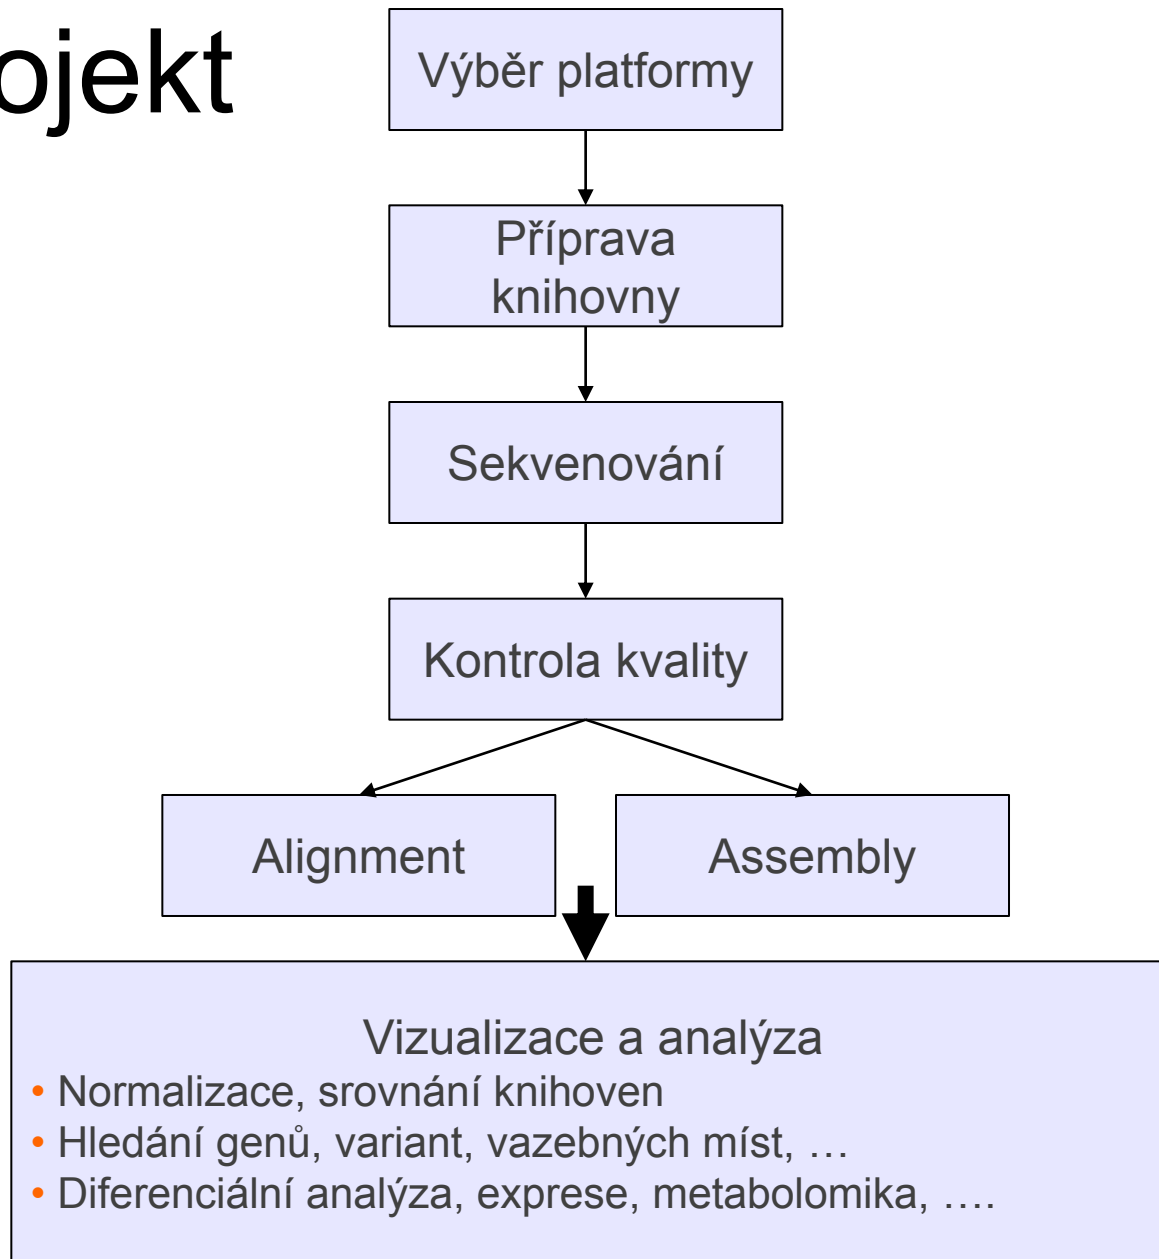 ojekt
Výběr platformy
Příprava
knihovny
Sekvenování
Kontrola kvality
Alignment
Assembly
Vizualizace a analýza
• Normalizace, srovnání knihoven
• Hledání genů, variant, vazebných míst, …
• Diferenciální analýza, exprese, metabolomika, ….